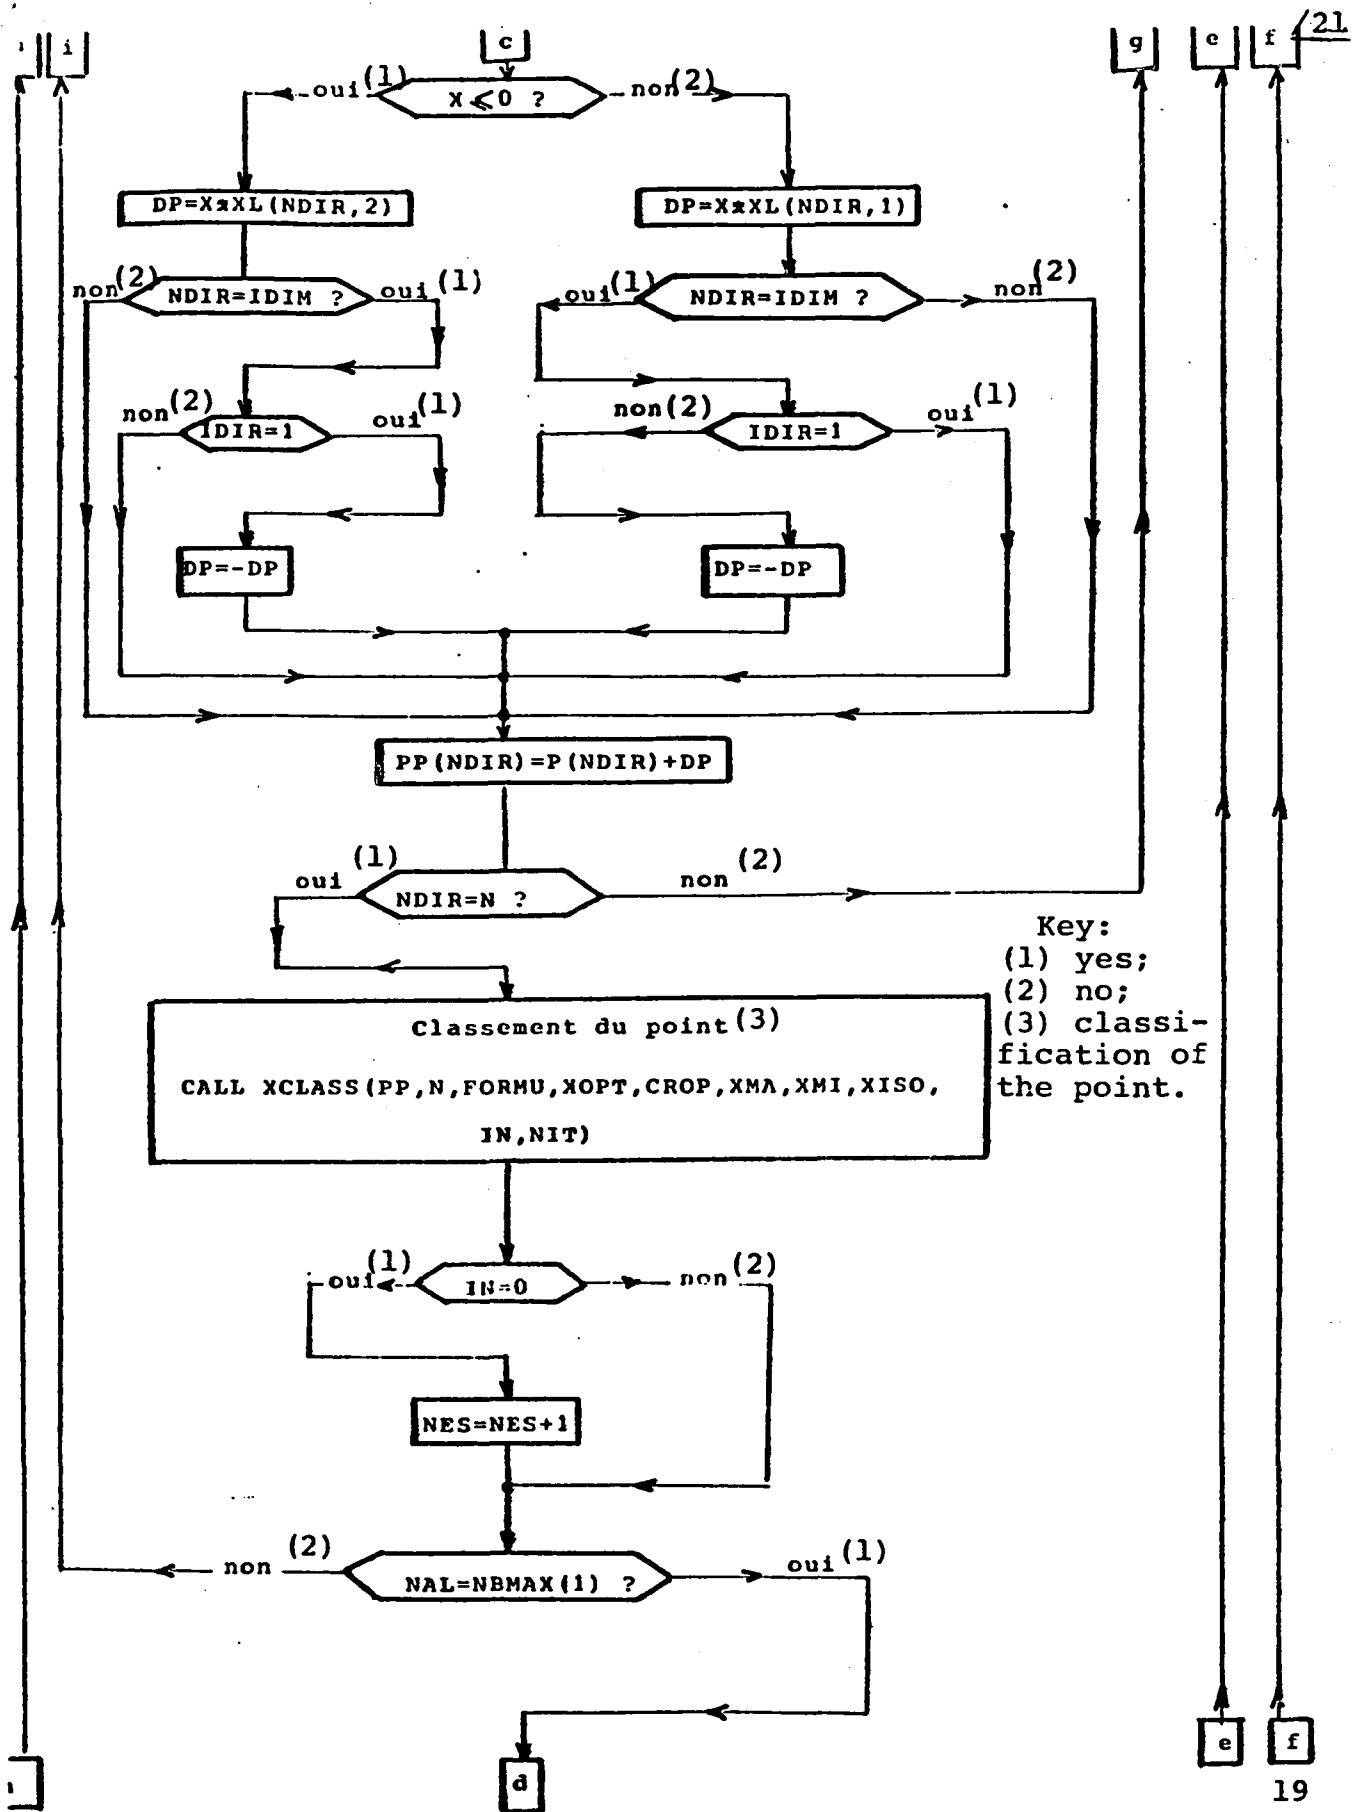 i c g e f /21
oui (1) X ≤ 0 ? non (2)
DP=X*XL(NDIR,2) DP=X*XL(NDIR,1)
non (2) NDIR=IDIM ? oui (1) oui (1) NDIR=IDIM ? non (2)
non (2) IDIR=1 oui (1) non (2) IDIR=1 oui (1)
DP=-DP DP=-DP
PP(NDIR)=P(NDIR)+DP
oui (1) NDIR=N ? non (2)
Key:
(1) yes;
(2) no;
(3) classi-
fication of
the point.
Classement du point (3)
CALL XCLASS(PP,N,FORMU,XOPT,CROP,XMA,XMI,XISO,
IN,NIT)
oui (1) IN=0 non (2)
NES=NES+1
non (2) NAL=NBMAX(1) ? oui (1)
d e f
19